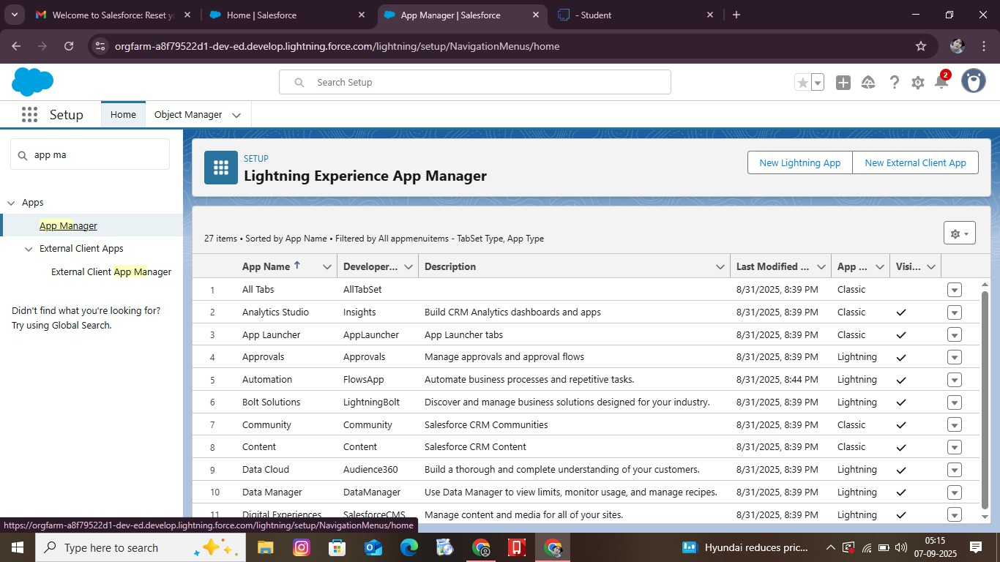 Welcome to Salesforce: Reset y
Home | Salesforce
App Manager | Salesforce
- Student
orgfarm-a8f79522d1-dev-ed.develop.lightning.force.com/lightning/setup/NavigationMenus/home
Search Setup
2
Setup
Home
Object Manager
app ma
Apps
App Manager
External Client Apps
External Client App Manager
Didn't find what you're looking for?
Try using Global Search.
SETUP
Lightning Experience App Manager
New Lightning App
New External Client App
27 items • Sorted by App Name • Filtered by All appmenuitems - TabSet Type, App Type
App Name Developer... Description Last Modified ... App ... Visi...
1 All Tabs AllTabSet 8/31/2025, 8:39 PM Classic
2 Analytics Studio Insights Build CRM Analytics dashboards and apps 8/31/2025, 8:39 PM Classic
3 App Launcher AppLauncher App Launcher tabs 8/31/2025, 8:39 PM Classic
4 Approvals Approvals Manage approvals and approval flows 8/31/2025, 8:39 PM Lightning
5 Automation FlowsApp Automate business processes and repetitive tasks. 8/31/2025, 8:44 PM Lightning
6 Bolt Solutions LightningBolt Discover and manage business solutions designed for your industry. 8/31/2025, 8:39 PM Lightning
7 Community Community Salesforce CRM Communities 8/31/2025, 8:39 PM Classic
8 Content Content Salesforce CRM Content 8/31/2025, 8:39 PM Classic
9 Data Cloud Audience360 Build a thorough and complete understanding of your customers. 8/31/2025, 8:39 PM Lightning
10 Data Manager DataManager Use Data Manager to view limits, monitor usage, and manage recipes. 8/31/2025, 8:39 PM Lightning
11 Digital Experiences SalesforceCMS Manage content and media for all of your sites. 8/31/2025, 8:39 PM Lightning
https://orgfarm-a8f79522d1-dev-ed.develop.lightning.force.com/lightning/setup/NavigationMenus/home
Type here to search
Hyundai reduces pric...
05:15
07-09-2025